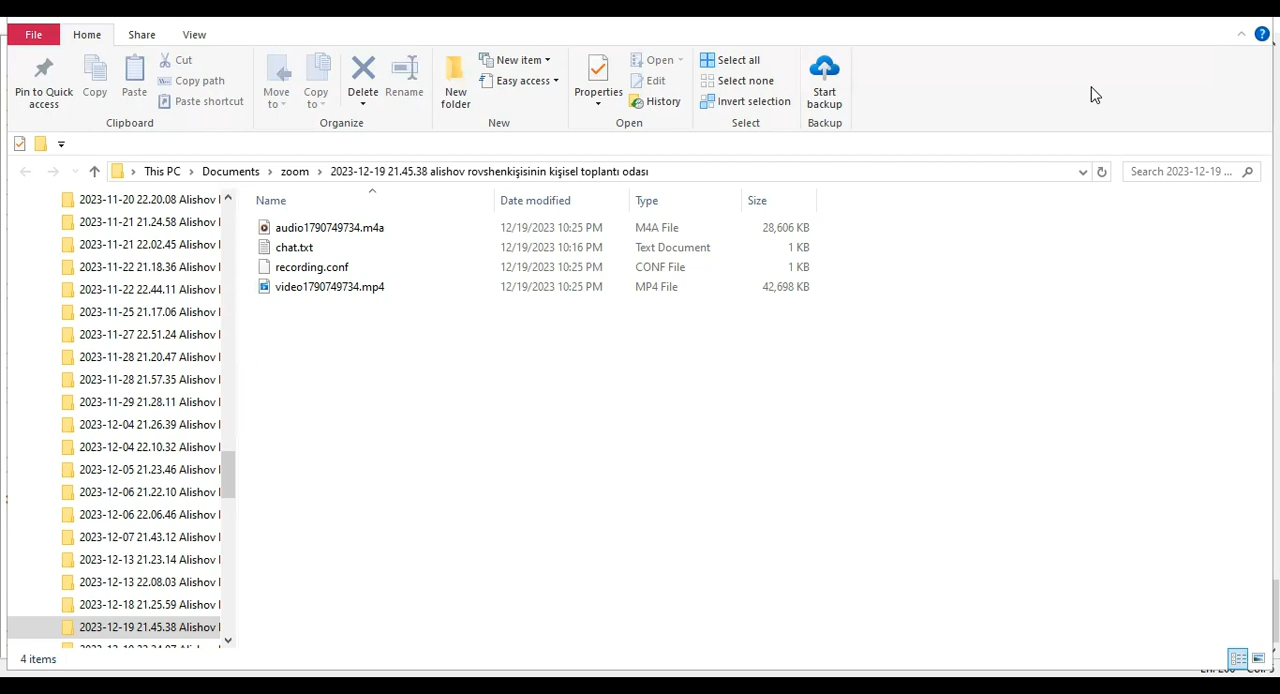 File Home Share View
Pin to Quick access
Copy
Paste
Cut
Copy path
Paste shortcut
Clipboard
Move to
Copy to
Delete
Rename
Organize
New folder
New item
Easy access
New
Properties
Open
Edit
History
Open
Select all
Select none
Invert selection
Select
Start backup
Backup
This PC > Documents > zoom > 2023-12-19 21.45.38 alishov rovshenkişisinin kişisel toplantı odası
Search 2023-12-19 ...
2023-11-20 22.20.08 Alishov
2023-11-21 21.24.58 Alishov
2023-11-21 22.02.45 Alishov
2023-11-22 21.18.36 Alishov
2023-11-22 22.44.11 Alishov
2023-11-25 21.17.06 Alishov
2023-11-27 22.51.24 Alishov
2023-11-28 21.20.47 Alishov
2023-11-28 21.57.35 Alishov
2023-11-29 21.28.11 Alishov
2023-12-04 21.26.39 Alishov
2023-12-04 22.10.32 Alishov
2023-12-05 21.23.46 Alishov
2023-12-06 21.22.10 Alishov
2023-12-06 22.06.46 Alishov
2023-12-07 21.43.12 Alishov
2023-12-13 21.23.14 Alishov
2023-12-13 22.08.03 Alishov
2023-12-18 21.25.59 Alishov
2023-12-19 21.45.38 Alishov
Name Date modified Type Size
audio1790749734.m4a 12/19/2023 10:25 PM M4A File 28,606 KB
chat.txt 12/19/2023 10:16 PM Text Document 1 KB
recording.conf 12/19/2023 10:25 PM CONF File 1 KB
video1790749734.mp4 12/19/2023 10:25 PM MP4 File 42,698 KB
4 items